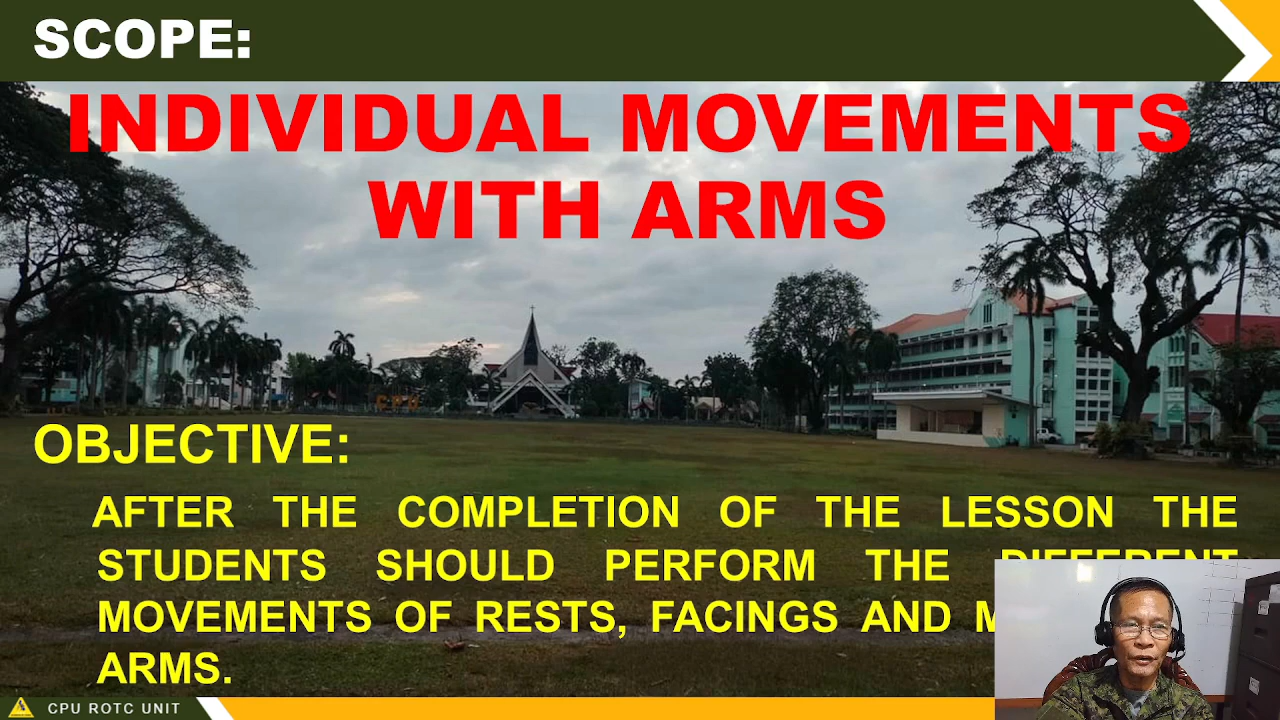 SCOPE:
INDIVIDUAL MOVEMENTS
WITH ARMS
OBJECTIVE:
AFTER THE COMPLETION OF THE LESSON THE
STUDENTS SHOULD PERFORM THE DIFFERENT
MOVEMENTS OF RESTS, FACINGS AND
ARMS.
CPU ROTC UNIT